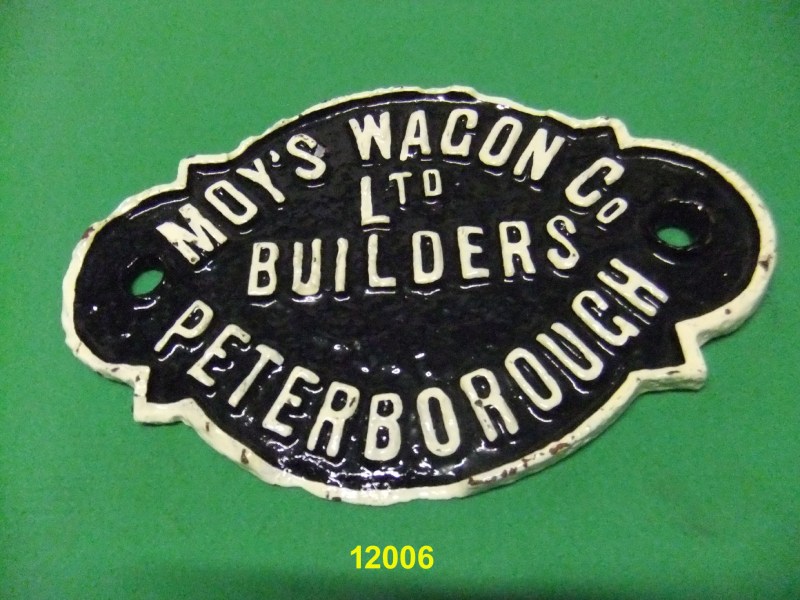 MOY'S WAGON Co
LTD
BUILDERS
PETERBOROUGH
12006